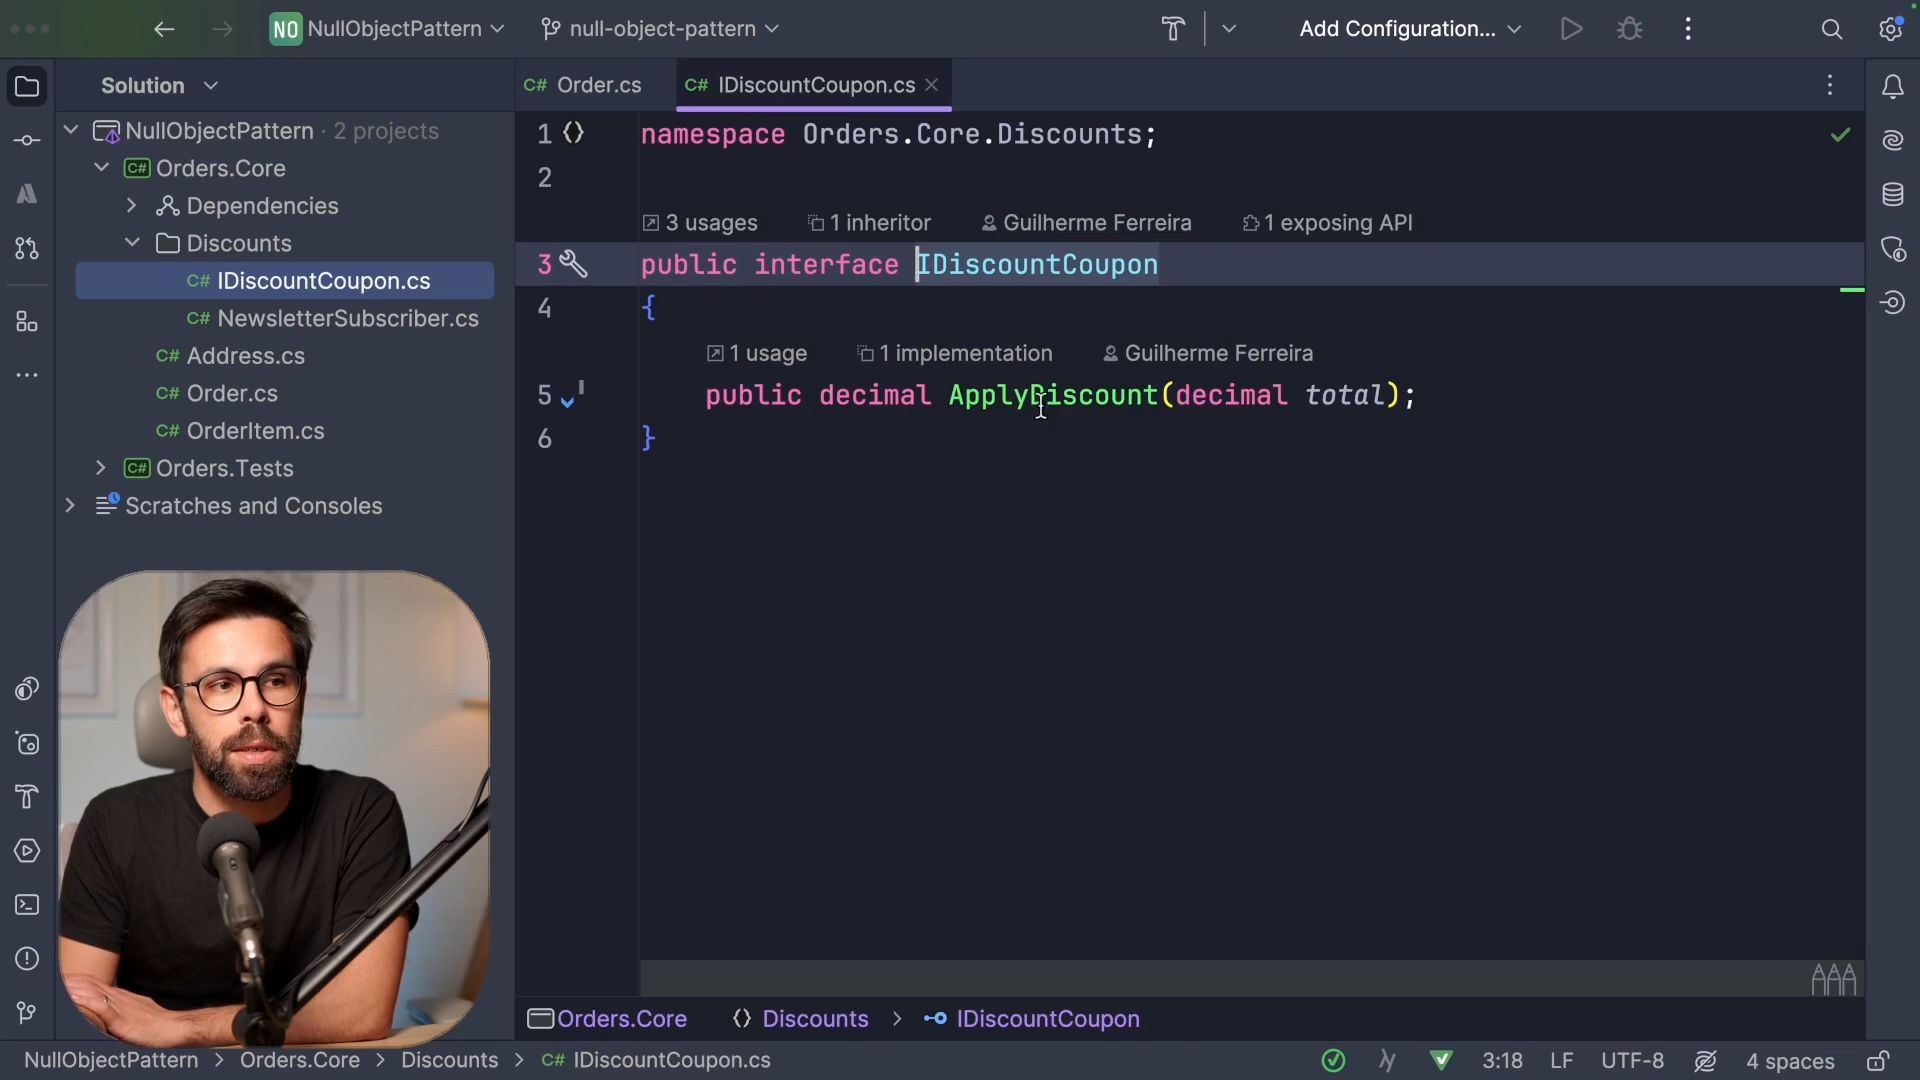 NO NullObjectPattern
null-object-pattern
Add Configuration...
Solution
NullObjectPattern · 2 projects
C# Orders.Core
Dependencies
Discounts
C# IDiscountCoupon.cs
C# NewsletterSubscriber.cs
C# Address.cs
C# Order.cs
C# OrderItem.cs
C# Orders.Tests
Scratches and Consoles
C# Order.cs
C# IDiscountCoupon.cs
1 namespace Orders.Core.Discounts;
2
3 usages 1 inheritor Guilherme Ferreira 1 exposing API
3 public interface IDiscountCoupon
4 {
1 usage 1 implementation Guilherme Ferreira
5 public decimal ApplyDiscount(decimal total);
6 }
Orders.Core () Discounts > IDiscountCoupon
NullObjectPattern > Orders.Core > Discounts > C# IDiscountCoupon.cs
3:18 LF UTF-8 4 spaces